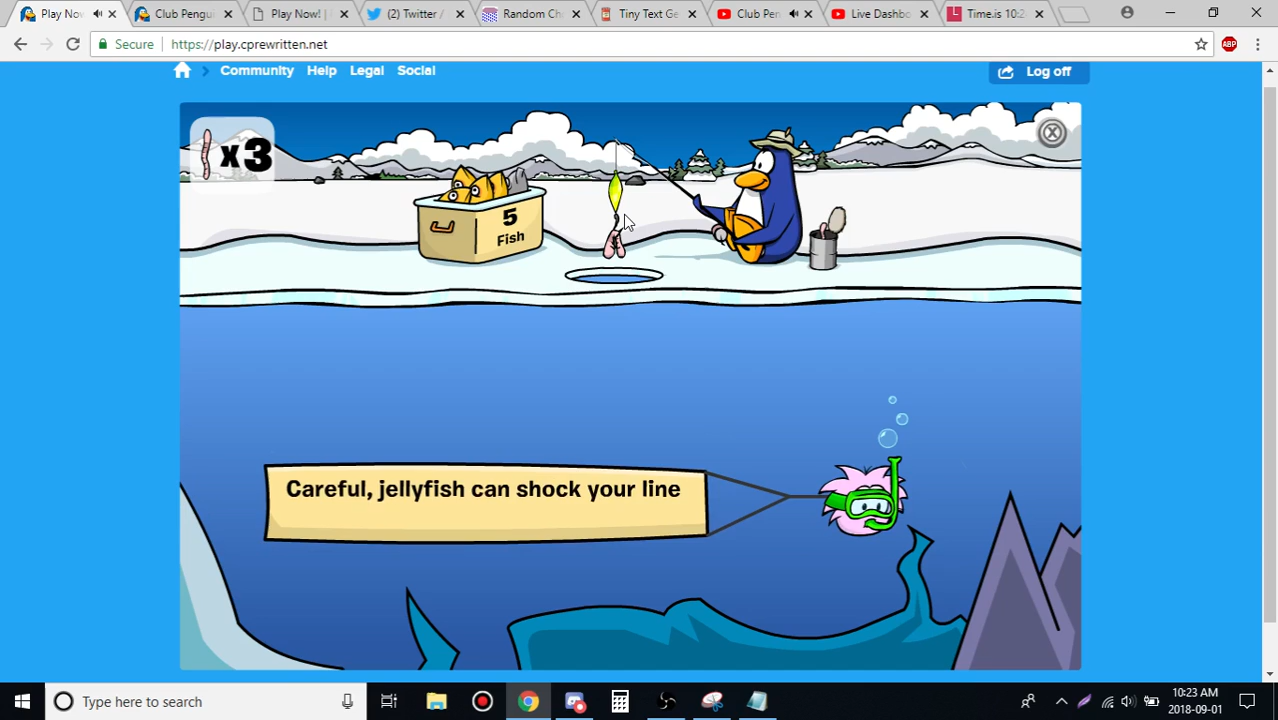 Play Now
Club Pengu
Play Now! |
(2) Twitter /
Random Ch
Tiny Text Ge
Club Pen
Live Dashbo
Time.is 10:2
Secure
https://play.cprewritten.net
ABP
Community
Help
Legal
Social
Log off
x3
5
Fish
Careful, jellyfish can shock your line
Type here to search
10:23 AM
2018-09-01